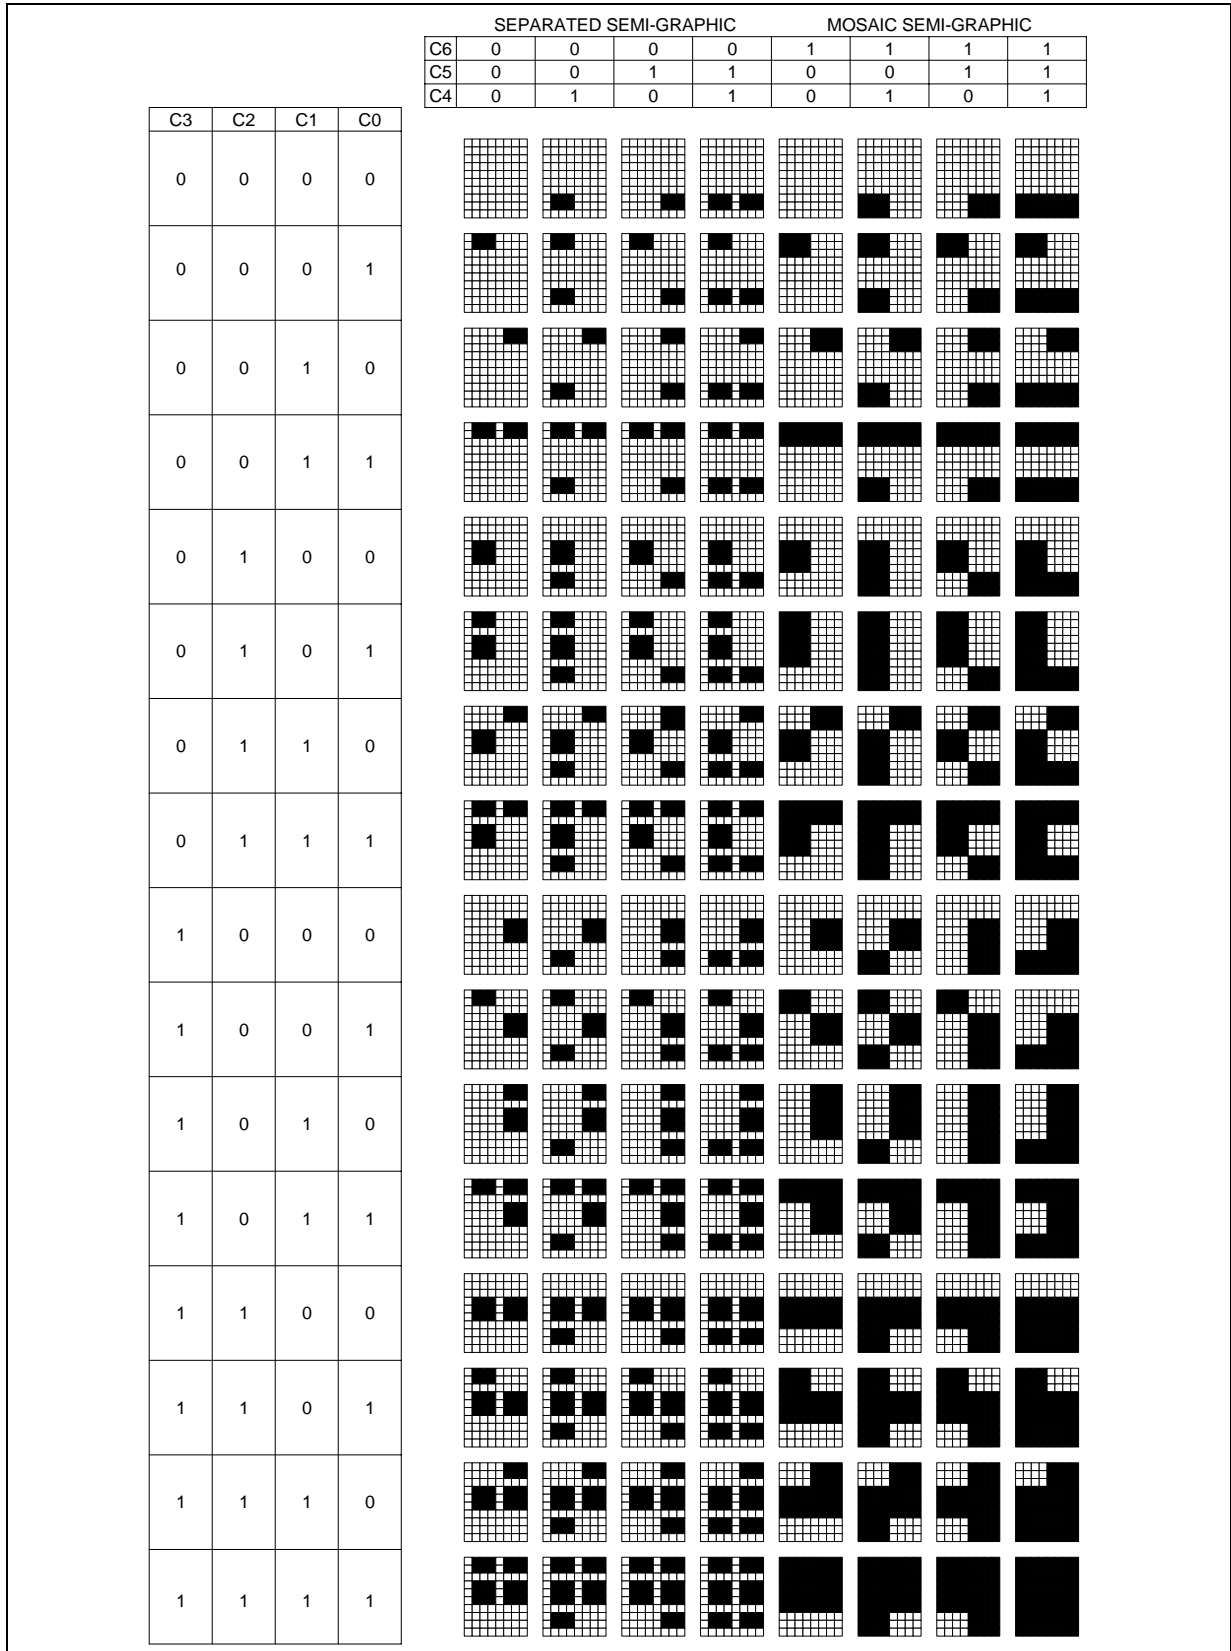 SEPARATED SEMI-GRAPHIC MOSAIC SEMI-GRAPHIC
C6 0 0 0 0 1 1 1 1
C5 0 0 1 1 0 0 1 1
C4 0 1 0 1 0 1 0 1
C3 C2 C1 C0
0 0 0 0
0 0 0 1
0 0 1 0
0 0 1 1
0 1 0 0
0 1 0 1
0 1 1 0
0 1 1 1
1 0 0 0
1 0 0 1
1 0 1 0
1 0 1 1
1 1 0 0
1 1 0 1
1 1 1 0
1 1 1 1